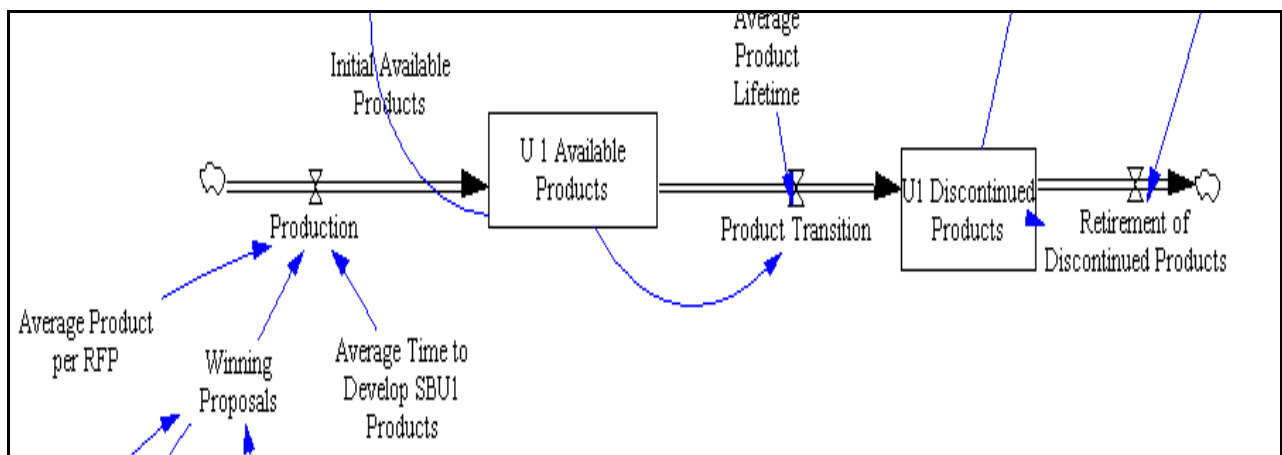 Average
Product
Lifetime
Initial Available
Products
U 1 Available
Products
U1 Discontinued
Products
Production
Product Transition
Retirement of
Discontinued Products
Average Product
per RFP
Winning
Proposals
Average Time to
Develop SBU1
Products